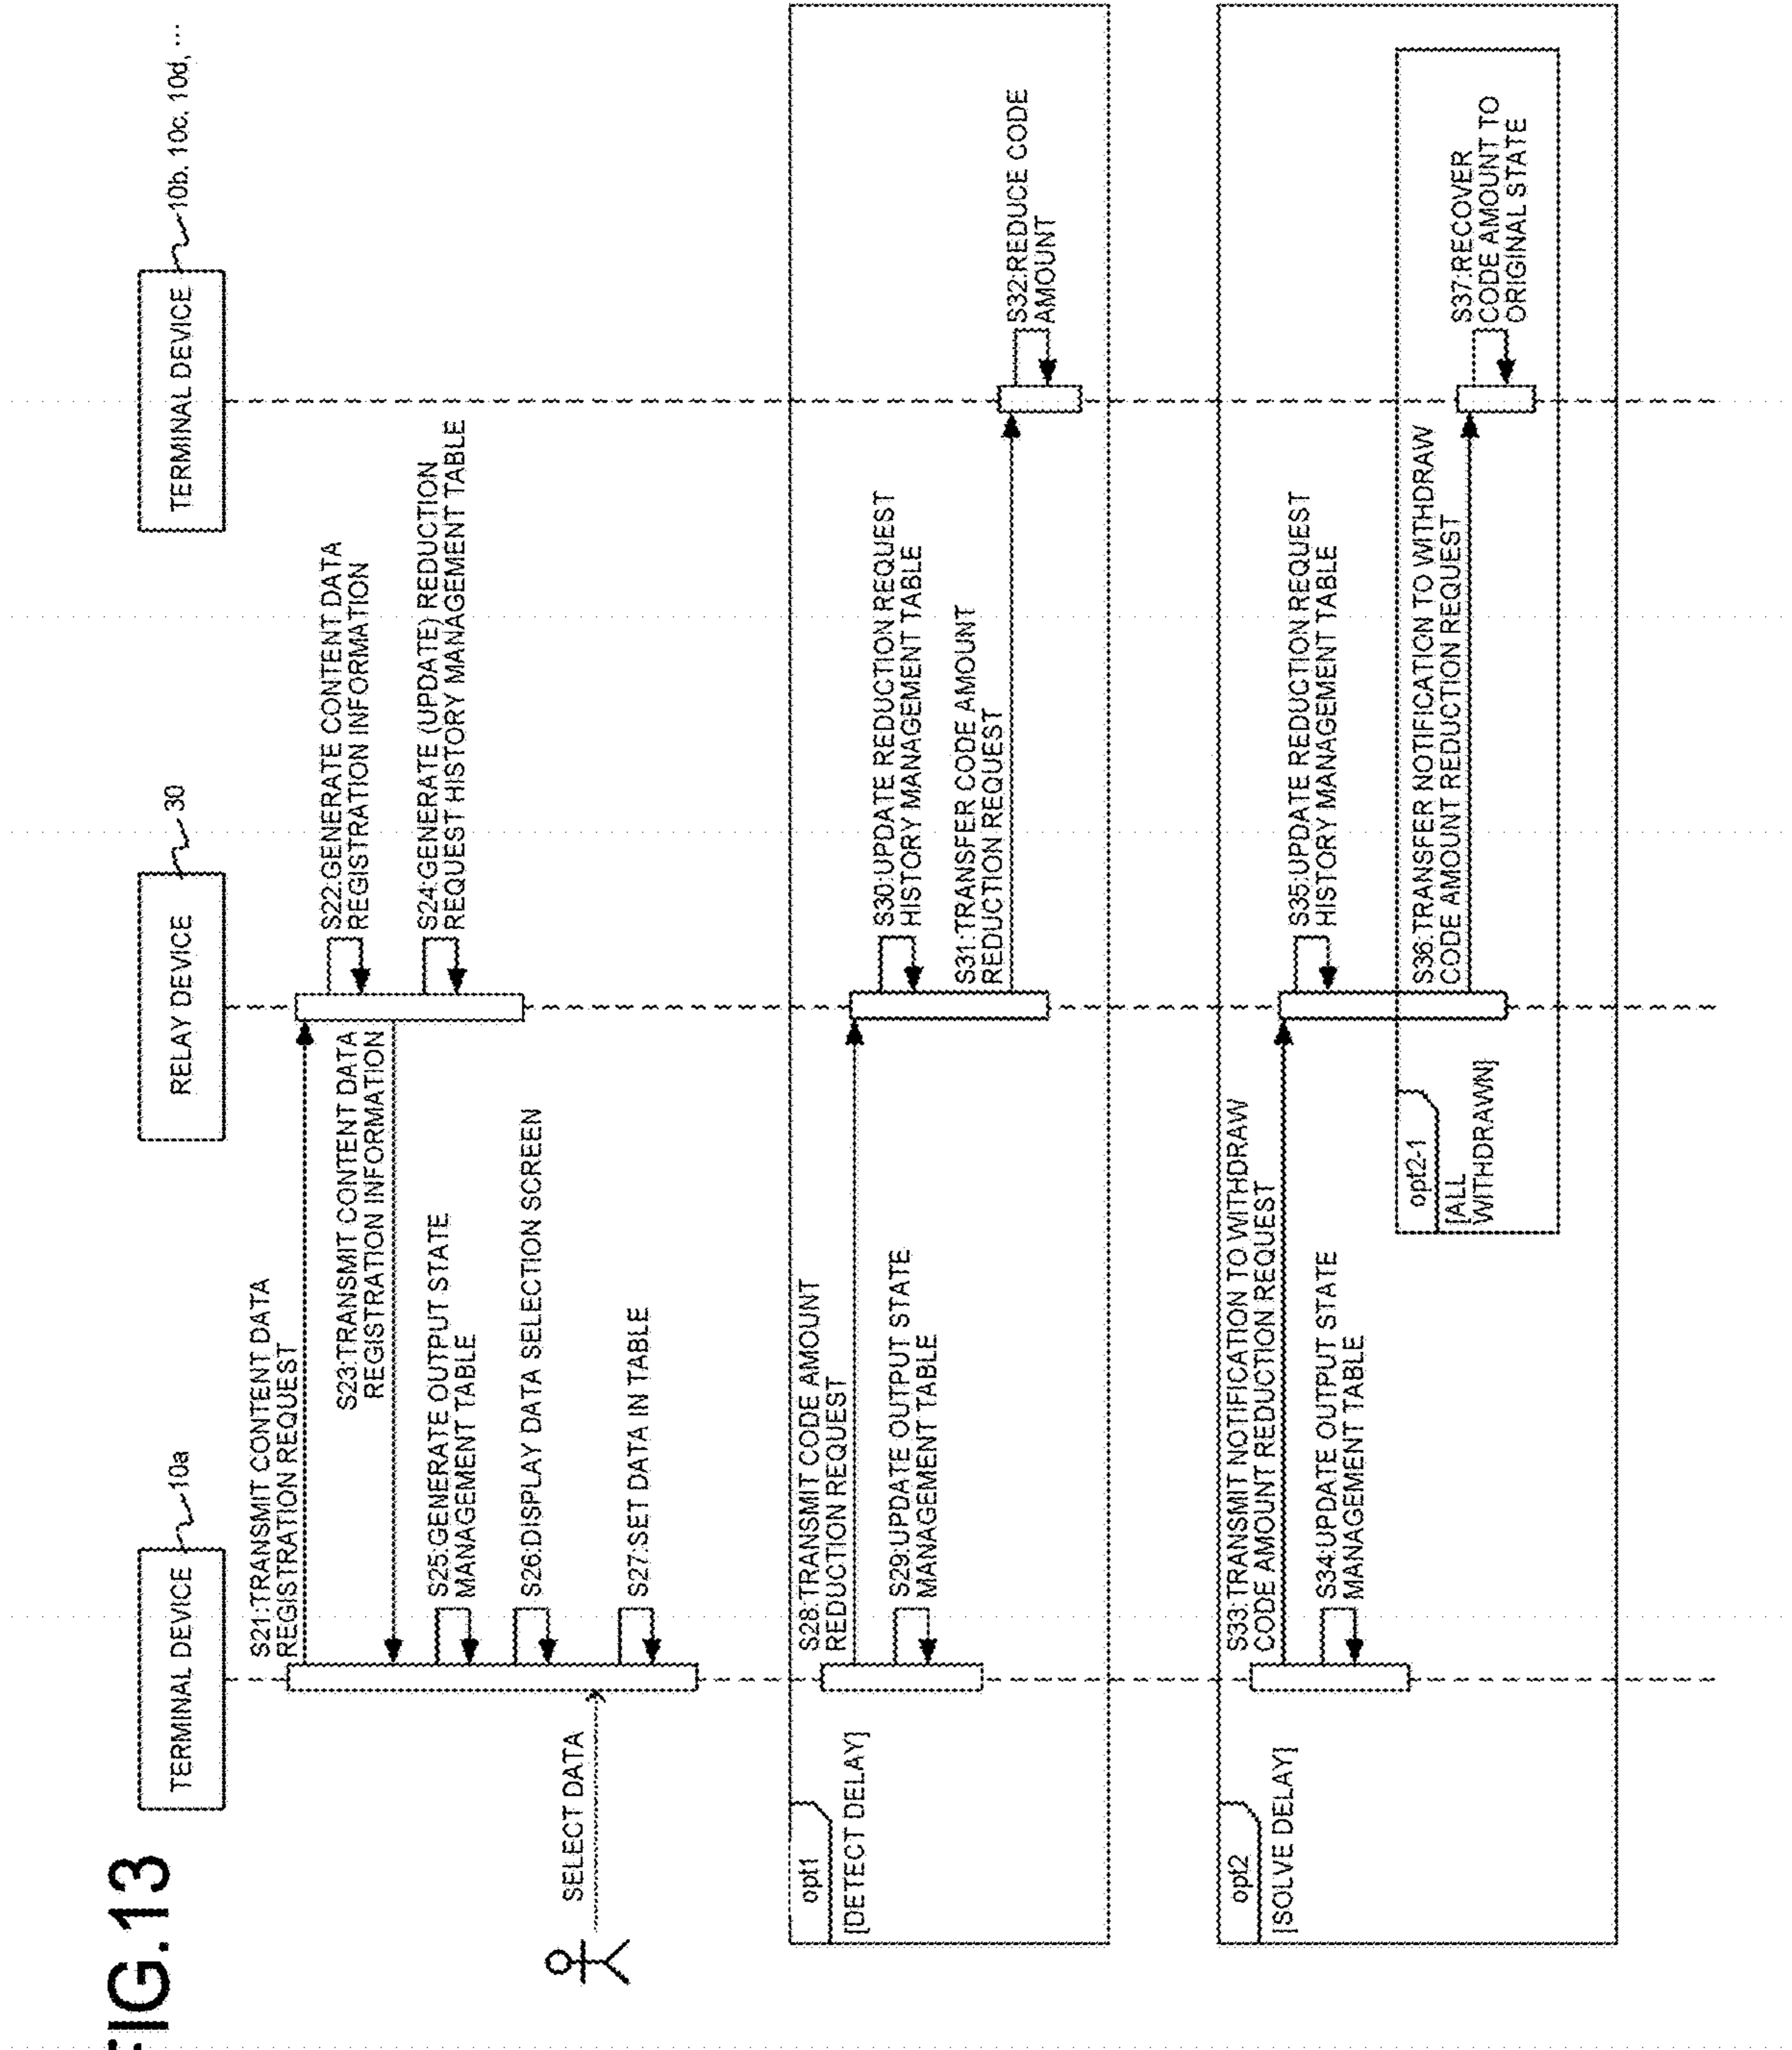 FIG.13
TERMINAL DEVICE
10a
RELAY DEVICE
30
TERMINAL DEVICE
10b, 10c, 10d, ...
S21:TRANSMIT CONTENT DATA
REGISTRATION REQUEST
S22:GENERATE CONTENT DATA
REGISTRATION INFORMATION
S23:TRANSMIT CONTENT DATA
REGISTRATION INFORMATION
S24:GENERATE (UPDATE) REDUCTION
REQUEST HISTORY MANAGEMENT TABLE
S25:GENERATE OUTPUT STATE
MANAGEMENT TABLE
S26:DISPLAY DATA SELECTION SCREEN
SELECT DATA
S27:SET DATA IN TABLE
opt1
[DETECT DELAY]
S28:TRANSMIT CODE AMOUNT
REDUCTION REQUEST
S29:UPDATE OUTPUT STATE
MANAGEMENT TABLE
S30:UPDATE REDUCTION REQUEST
HISTORY MANAGEMENT TABLE
S31:TRANSFER CODE AMOUNT
REDUCTION REQUEST
S32:REDUCE CODE
AMOUNT
opt2
[SOLVE DELAY]
S33:TRANSMIT NOTIFICATION TO WITHDRAW
CODE AMOUNT REDUCTION REQUEST
S34:UPDATE OUTPUT STATE
MANAGEMENT TABLE
S35:UPDATE REDUCTION REQUEST
HISTORY MANAGEMENT TABLE
opt2-1
[ALL
WITHDRAWN]
S36:TRANSFER NOTIFICATION TO WITHDRAW
CODE AMOUNT REDUCTION REQUEST
S37:RECOVER
CODE AMOUNT TO
ORIGINAL STATE